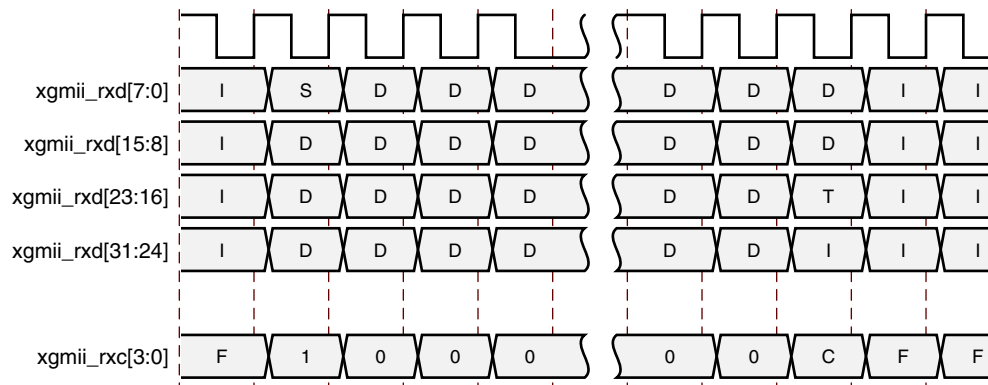 xgmii_rxd[7:0] I S D D D D D D I I
xgmii_rxd[15:8] I D D D D D D D I I
xgmii_rxd[23:16] I D D D D D D T I I
xgmii_rxd[31:24] I D D D D D D I I I
xgmii_rxc[3:0] F 1 0 0 0 0 0 C F F